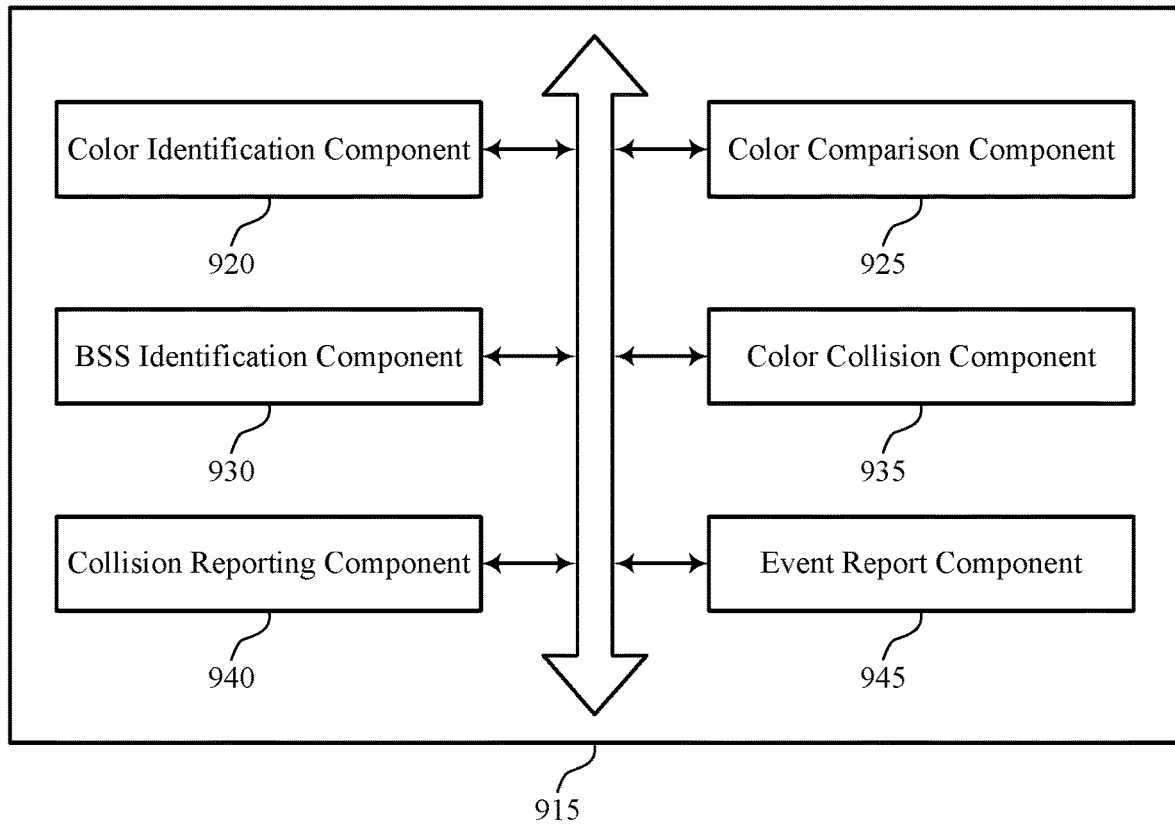 Color Identification Component
Color Comparison Component
920
925
BSS Identification Component
Color Collision Component
930
935
Collision Reporting Component
Event Report Component
940
945
915